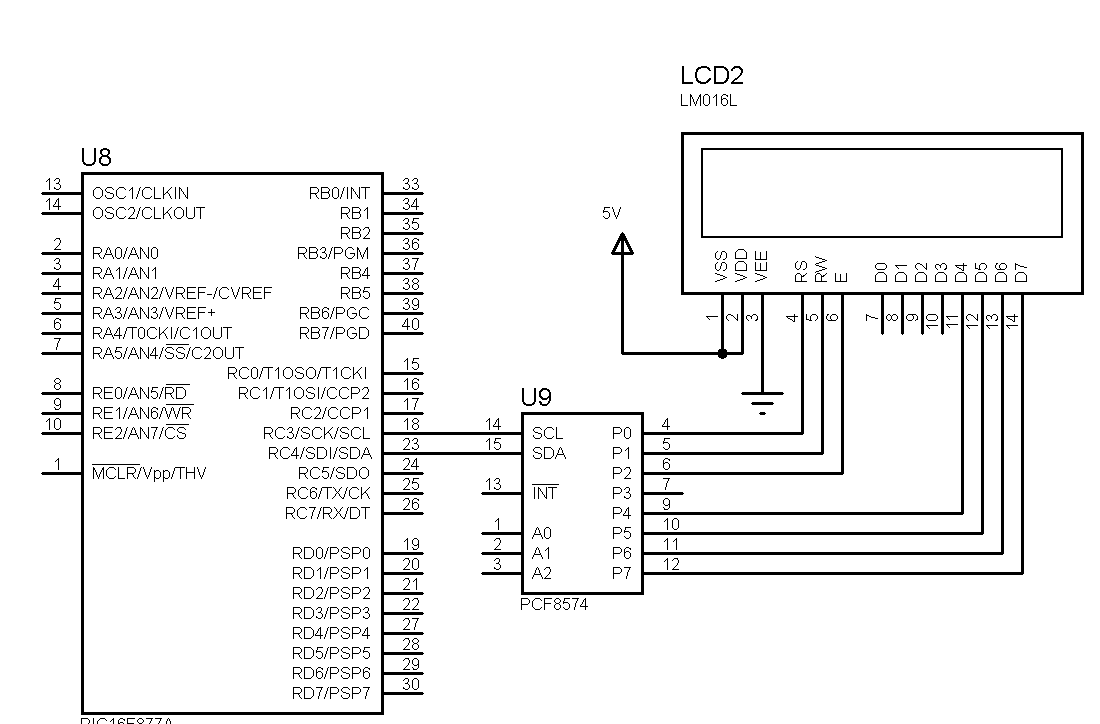 LCD2
LM016L
U8
13 OSC1/CLKIN RB0/INT 33
14 OSC2/CLKOUT RB1 34
RB2 35
2 RA0/AN0 RB3/PGM 36
3 RA1/AN1 RB4 37
4 RA2/AN2/VREF-/CVREF RB5 38
5 RA3/AN3/VREF+ RB6/PGC 39
6 RA4/T0CKI/C1OUT RB7/PGD 40
7 RA5/AN4/SS/C2OUT
RC0/T1OSO/T1CKI 15
8 RE0/AN5/RD RC1/T1OSI/CCP2 16
9 RE1/AN6/WR RC2/CCP1 17
10 RE2/AN7/CS RC3/SCK/SCL 18
RC4/SDI/SDA 23
1 MCLR/Vpp/THV RC5/SDO 24
RC6/TX/CK 25
RC7/RX/DT 26
RD0/PSP0 19
RD1/PSP1 20
RD2/PSP2 21
RD3/PSP3 22
RD4/PSP4 27
RD5/PSP5 28
RD6/PSP6 29
RD7/PSP7 30
PIC16F877A
5V
VSS VDD VEE RS RW E D0 D1 D2 D3 D4 D5 D6 D7
1 2 3 4 5 6 7 8 9 10 11 12 13 14
U9
14 SCL P0 4
15 SDA P1 5
P2 6
13 INT P3 7
P4 9
1 A0 P5 10
2 A1 P6 11
3 A2 P7 12
PCF8574